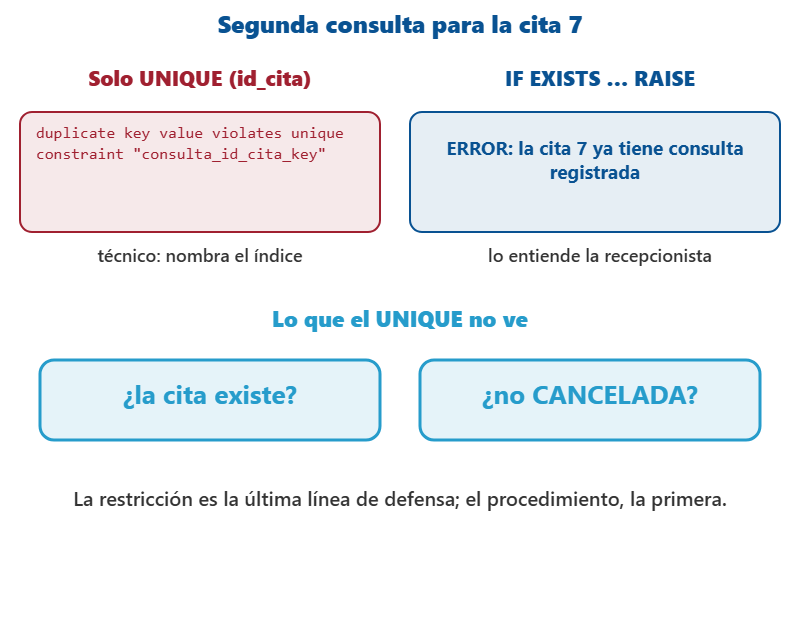 Segunda consulta para la cita 7
Solo UNIQUE (id_cita)
IF EXISTS ... RAISE
duplicate key value violates unique
constraint "consulta_id_cita_key"
ERROR: la cita 7 ya tiene consulta
registrada
técnico: nombra el índice
lo entiende la recepcionista
Lo que el UNIQUE no ve
¿la cita existe?
¿no CANCELADA?
La restricción es la última línea de defensa; el procedimiento, la primera.